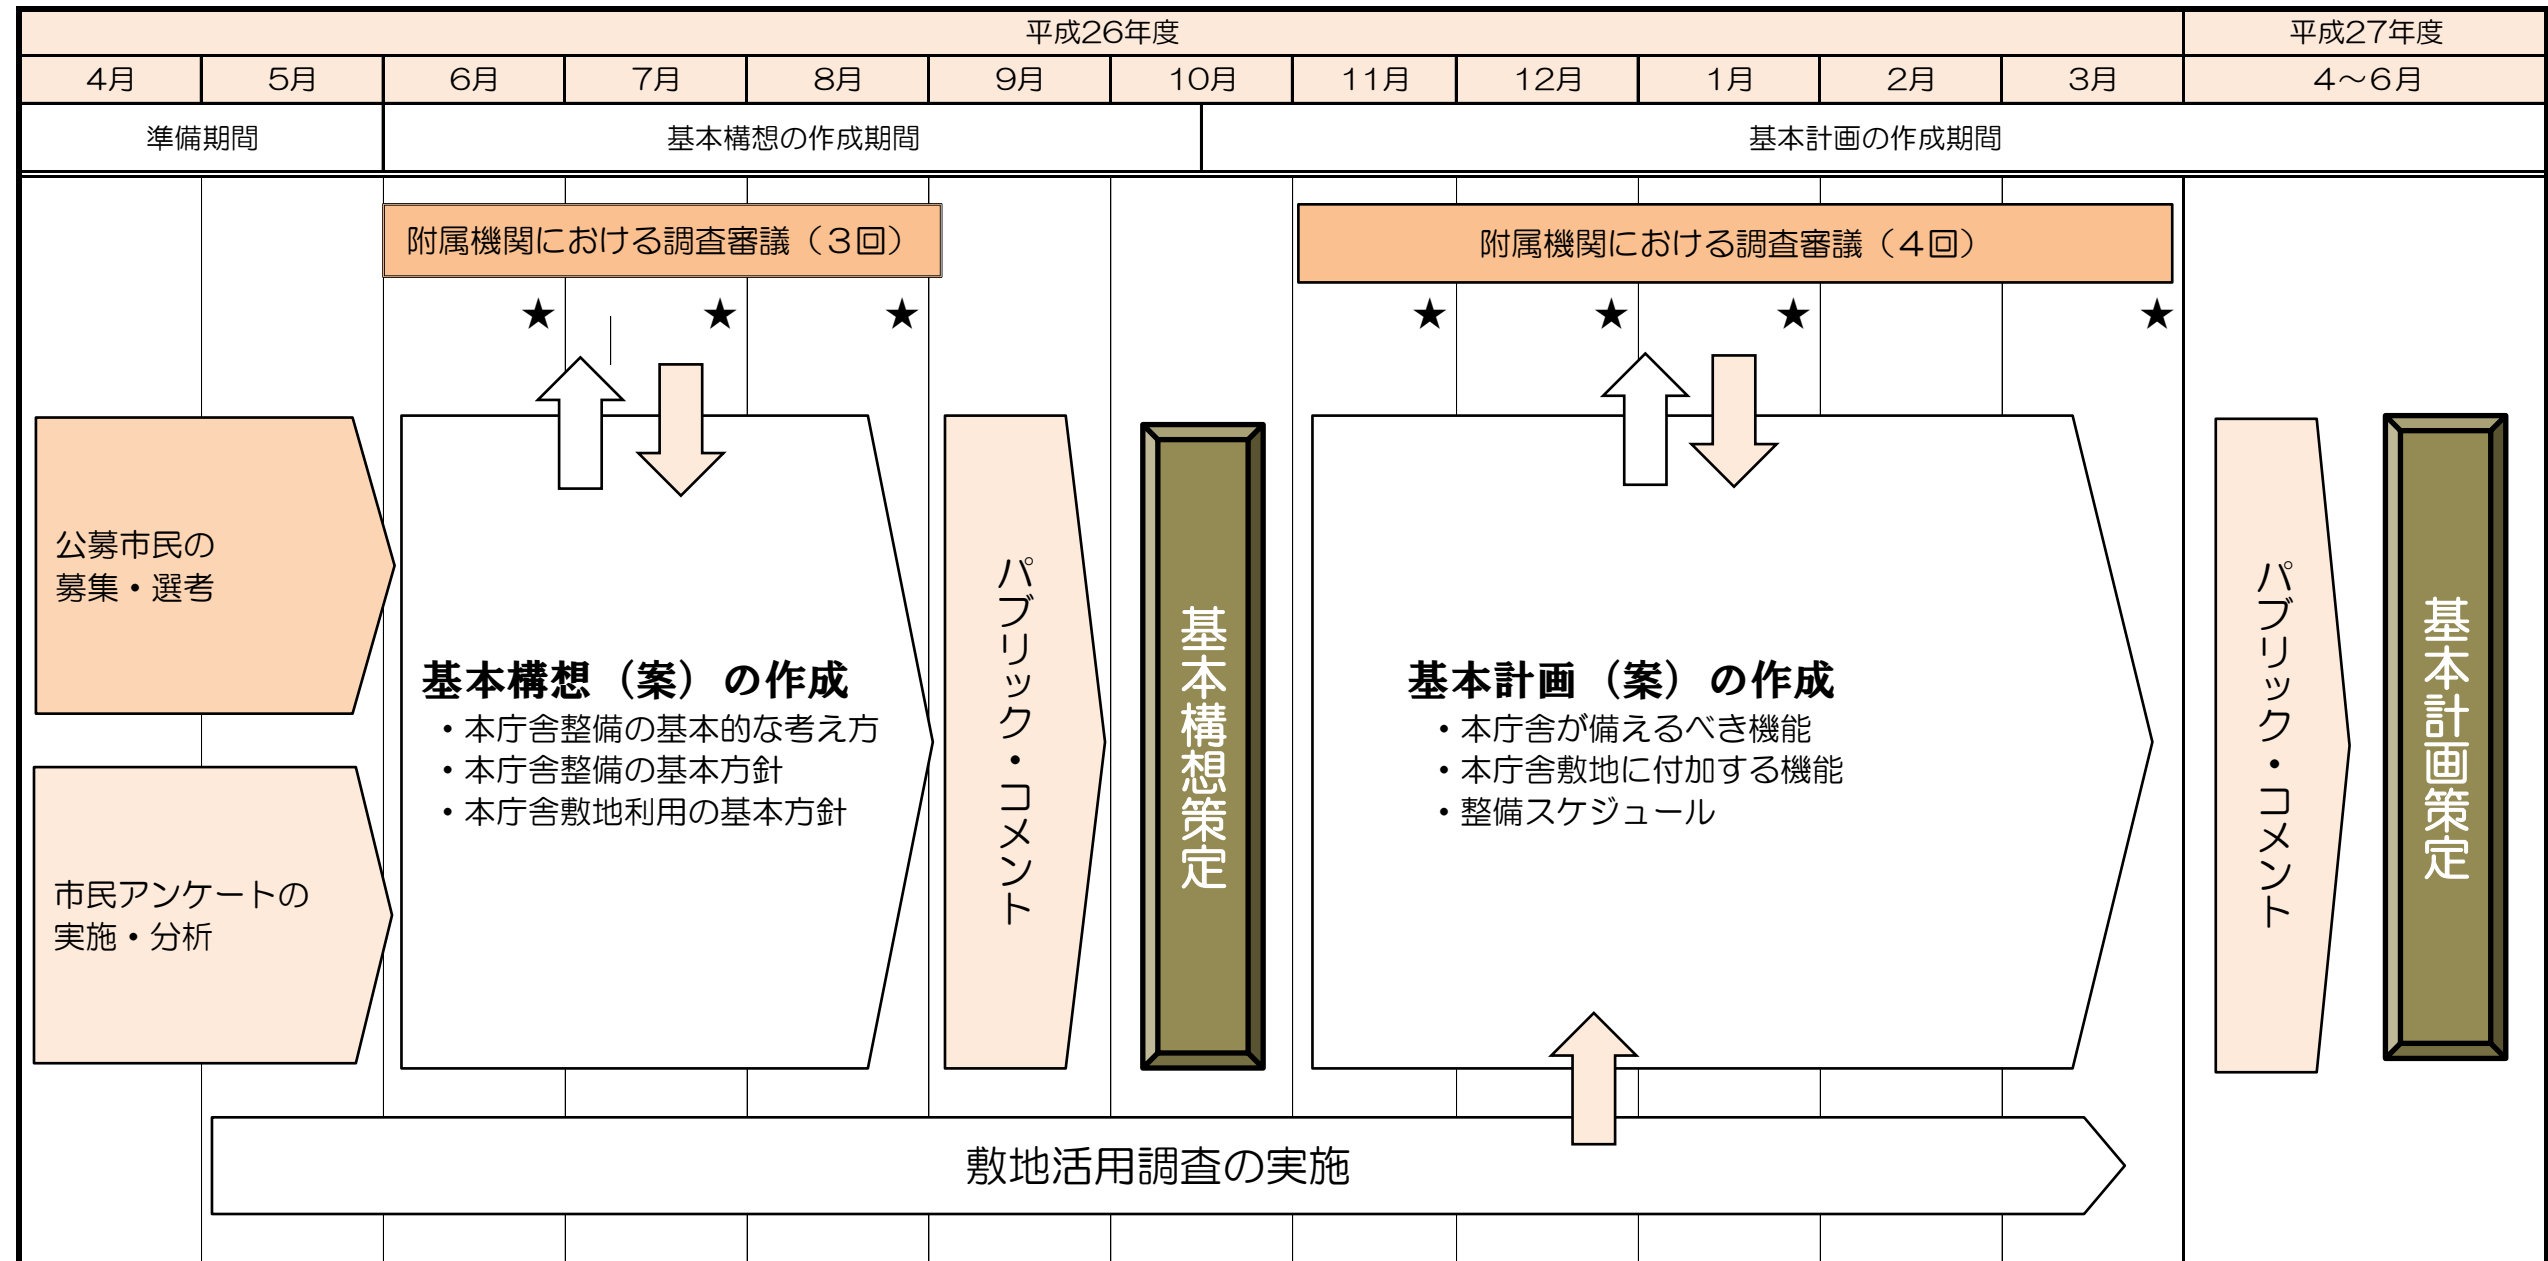 平成26年度
平成27年度
4月
5月
6月
7月
8月
9月
10月
11月
12月
1月
2月
3月
4～6月
準備期間
基本構想の作成期間
基本計画の作成期間
附属機関における調査審議（3回）
附属機関における調査審議（4回）
★ ★ ★
★ ★ ★ ★
公募市民の
募集・選考
市民アンケートの
実施・分析
基本構想（案）の作成
・本庁舎整備の基本的な考え方
・本庁舎整備の基本方針
・本庁舎敷地利用の基本方針
パブリック・コメント
基本構想策定
基本計画（案）の作成
・本庁舎が備えるべき機能
・本庁舎敷地に付加する機能
・整備スケジュール
パブリック・コメント
基本計画策定
敷地活用調査の実施